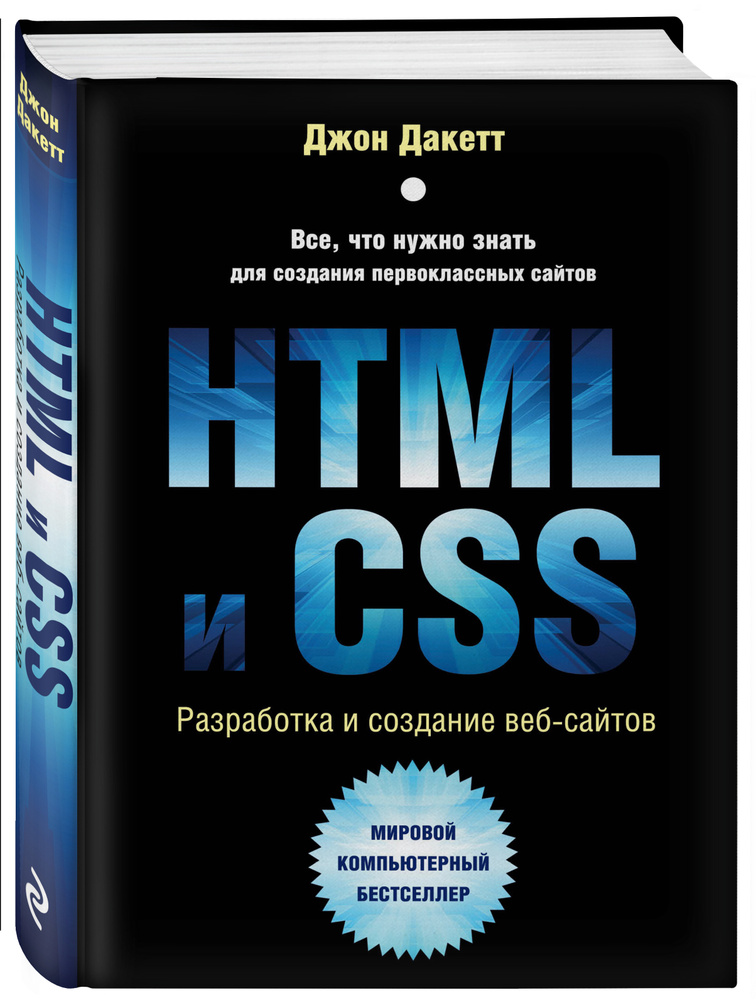 Джон Дакетт
Все, что нужно знать
для создания первоклассных сайтов
HTML
и CSS
Разработка и создание веб-сайтов
МИРОВОЙ
КОМПЬЮТЕРНЫЙ
БЕСТСЕЛЛЕР
Джон
Дакетт
HTML и CSS
Разработка и создание веб-сайтов